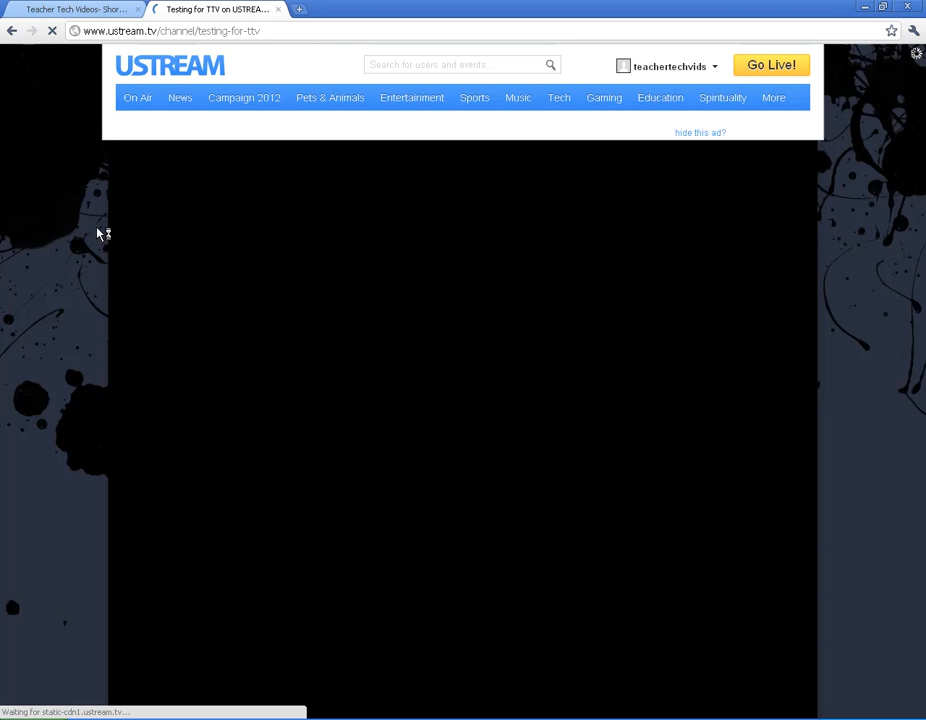 Teacher Tech Videos- Shor...
Testing for TTV on USTREA...
www.ustream.tv/channel/testing-for-ttv
USTREAM
Search for users and events...
teachertechvids
Go Live!
On Air News Campaign 2012 Pets & Animals Entertainment Sports Music Tech Gaming Education Spirituality More
hide this ad?
Waiting for static-cdn1.ustream.tv...